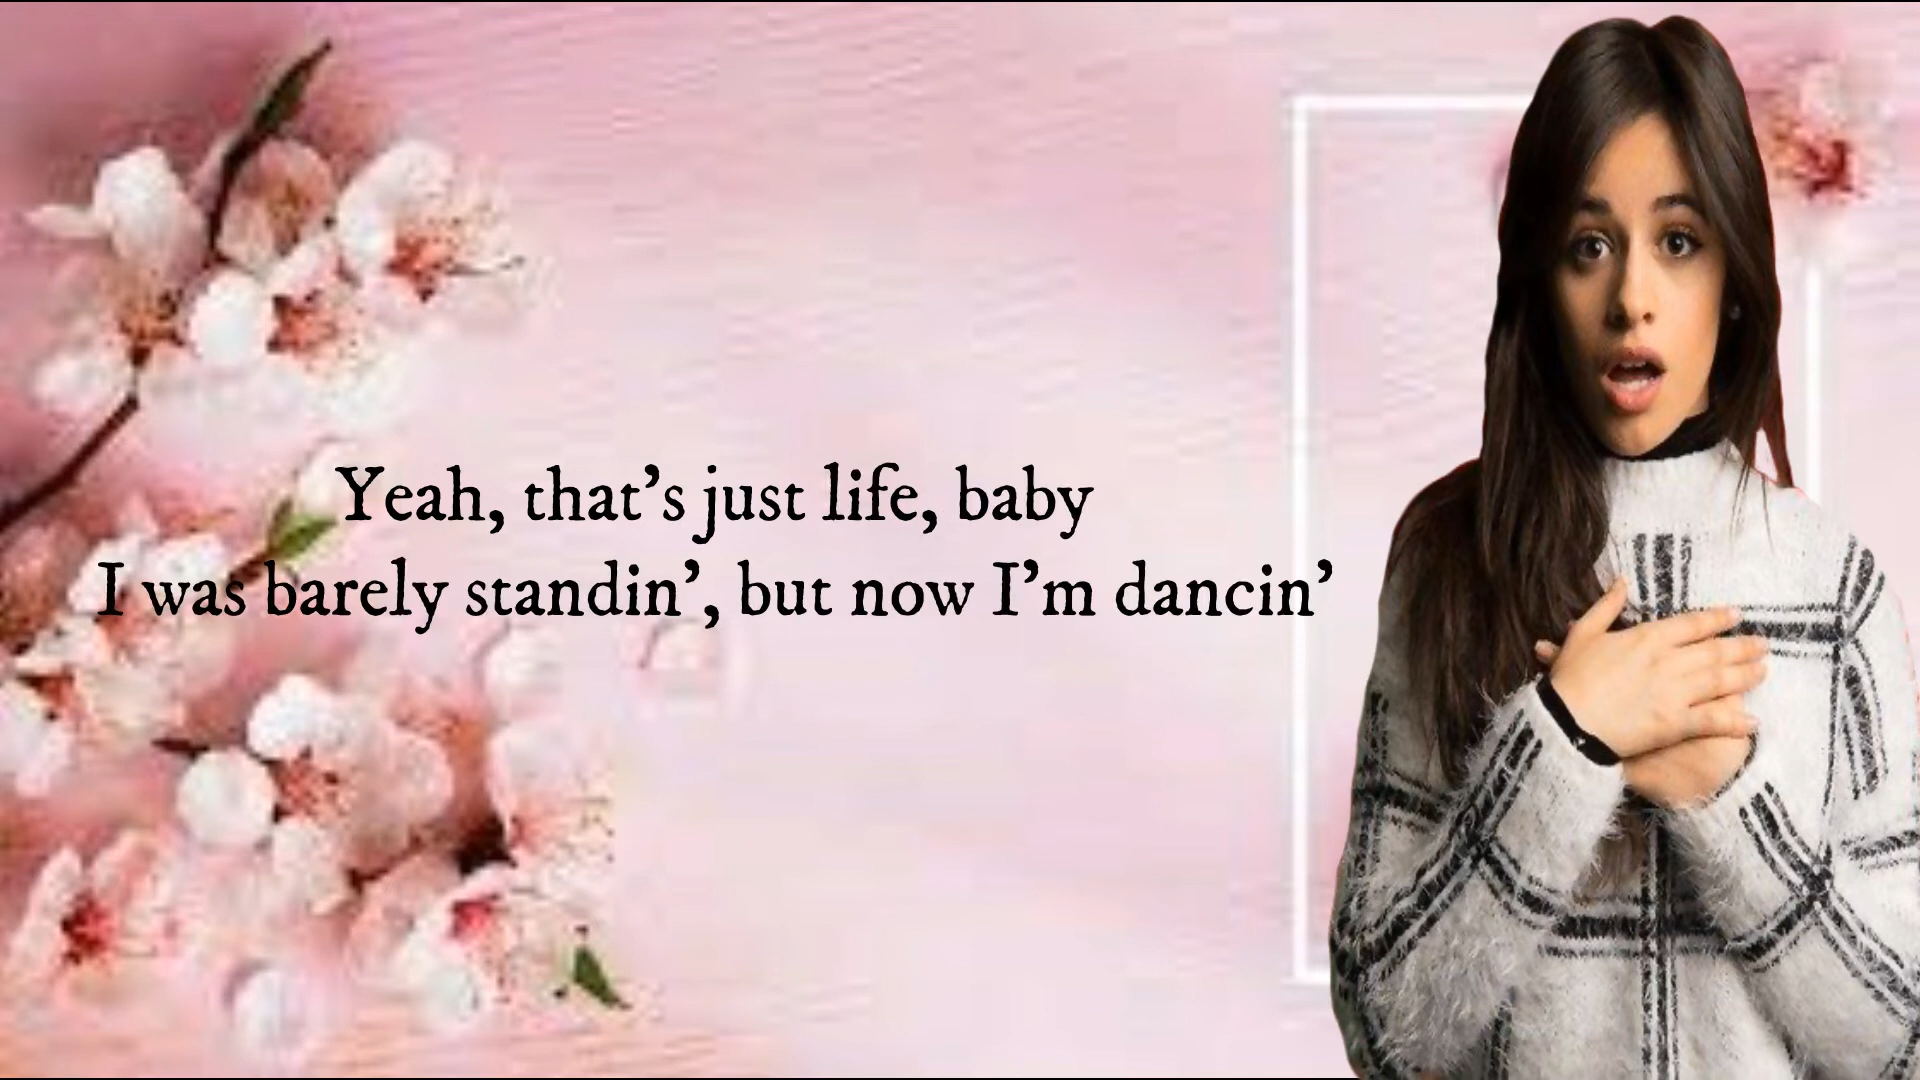 Yeah, that’s just life, baby
I was barely standin’, but now I’m dancin’